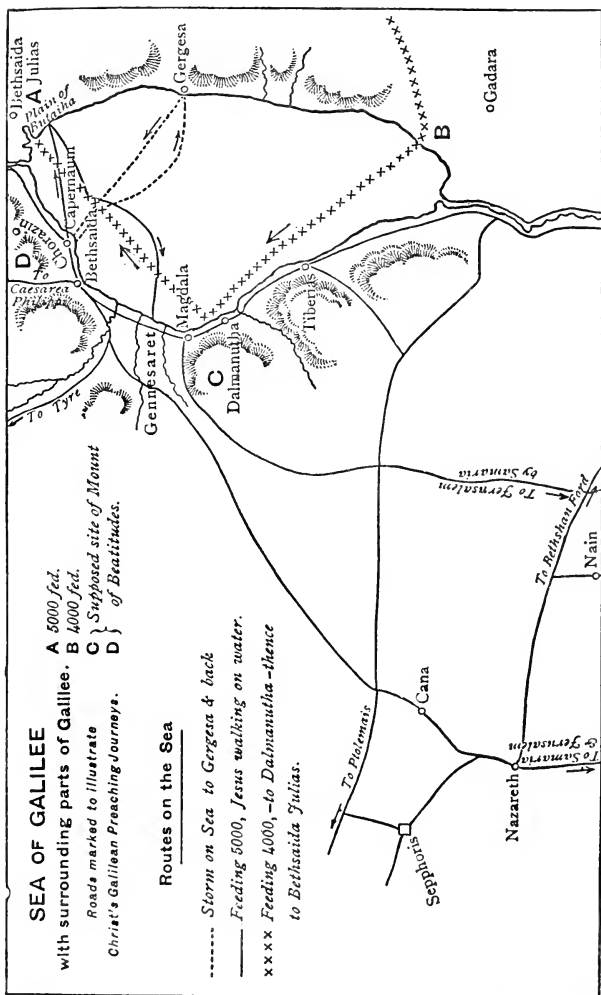 SEA OF GALILEE
with surrounding parts of Galilee.
Roads marked to illustrate
Christ's Galilean Preaching Journeys.
A 5000 fed.
B 4000 fed.
C } Supposed site of Mount
D } of Beatitudes.
Routes on the Sea
------- Storm on Sea to Gergesa & back
——— Feeding 5000, Jesus walking on water.
×××× Feeding 4000, - to Dalmanutha - thence
to Bethsaida Julias.
To Tyre
To
Caesarea
Philippi
D
Chorazin
Capernaum
Bethsaida
Bethsaida
Julias
A
Plain of
Butaiha
Gergesa
Gennesaret
Magdala
C
Dalmanutha
Tiberias
B
Gadara
To Jerusalem
by Samaria
To Ptolemais
Cana
Sepphoris
Nazareth
To Samaria
& Jerusalem
To Bethshan Ford
Nain